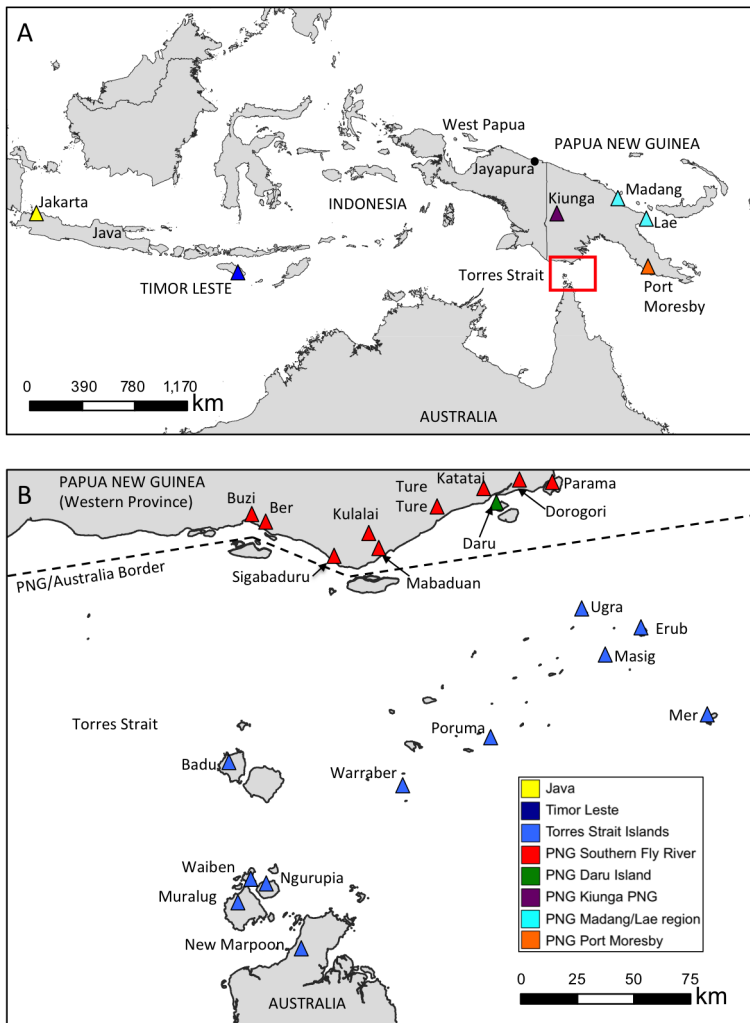 A
West Papua
PAPUA NEW GUINEA
Jayapura
Madang
Jakarta
INDONESIA
Kiunga
Lae
Java
Torres Strait
TIMOR LESTE
Port
Moresby
0 390 780 1,170
km
AUSTRALIA
B
PAPUA NEW GUINEA
(Western Province)
Buzi
Ber
Kulalai
Ture
Ture
Katatai
Parama
Dorogori
Daru
PNG/Australia Border
Sigabaduru
Mabaduan
Ugra
Erub
Masig
Torres Strait
Mer
Poruma
Badu
Warraber
Waiben
Ngurupia
Muralug
New Marpoon
AUSTRALIA
Java
Timor Leste
Torres Strait Islands
PNG Southern Fly River
PNG Daru Island
PNG Kiunga PNG
PNG Madang/Lae region
PNG Port Moresby
0 25 50 75
km